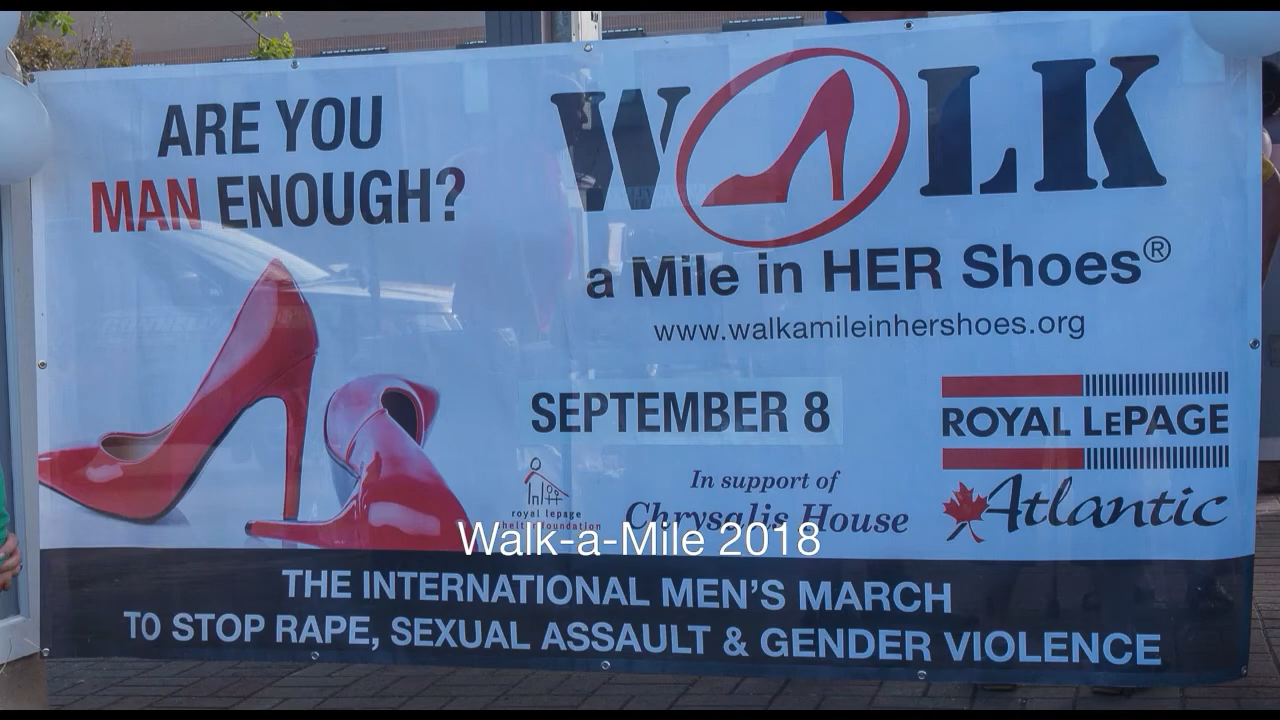 ARE YOU
MAN ENOUGH?
WALK
a Mile in HER Shoes®
www.walkamileinhershoes.org
SEPTEMBER 8
ROYAL LEPAGE
Atlantic
royal lepage
foundation
In support of
Chrysalis House
Walk-a-Mile 2018
THE INTERNATIONAL MEN'S MARCH
TO STOP RAPE, SEXUAL ASSAULT & GENDER VIOLENCE